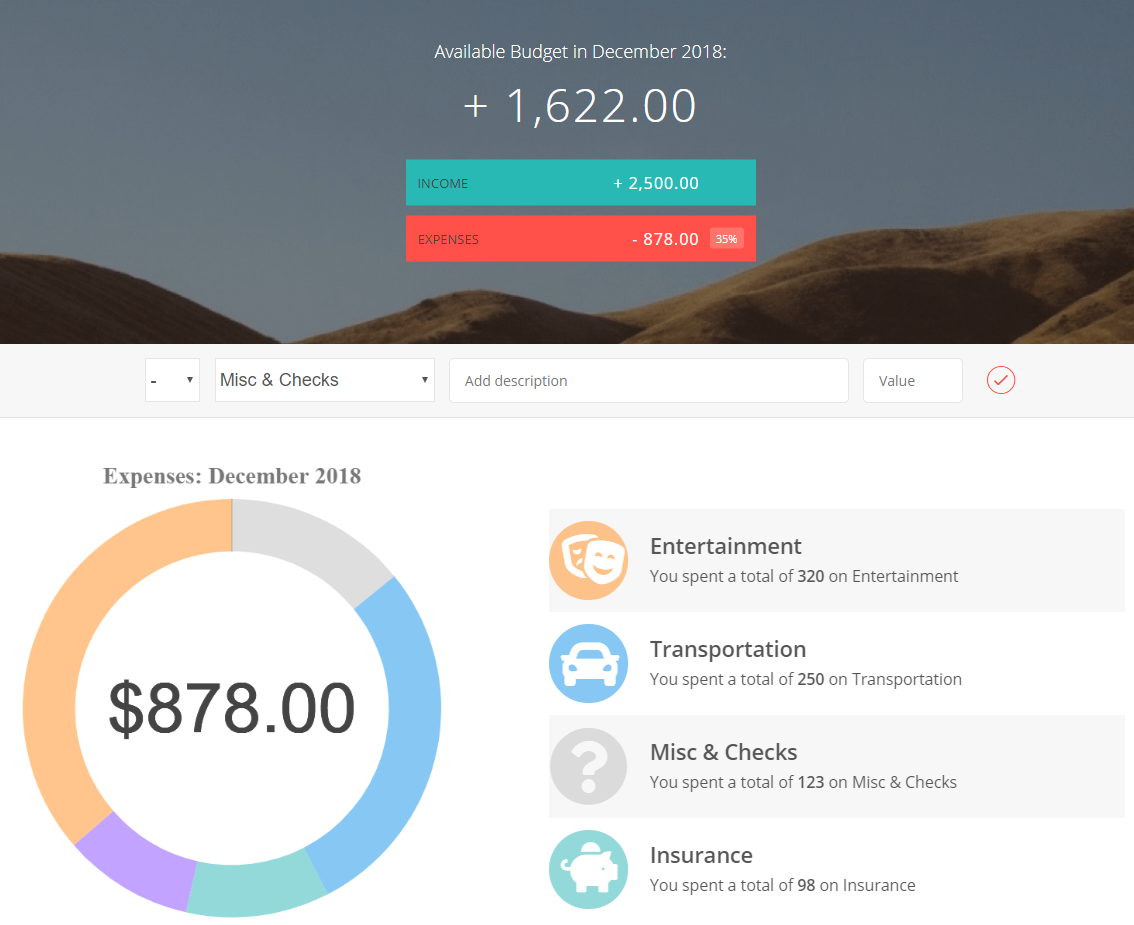 Available Budget in December 2018:
+ 1,622.00
INCOME + 2,500.00
EXPENSES - 878.00 35%
- Misc & Checks Add description Value
Expenses: December 2018
$878.00
Entertainment
You spent a total of 320 on Entertainment
Transportation
You spent a total of 250 on Transportation
Misc & Checks
You spent a total of 123 on Misc & Checks
Insurance
You spent a total of 98 on Insurance